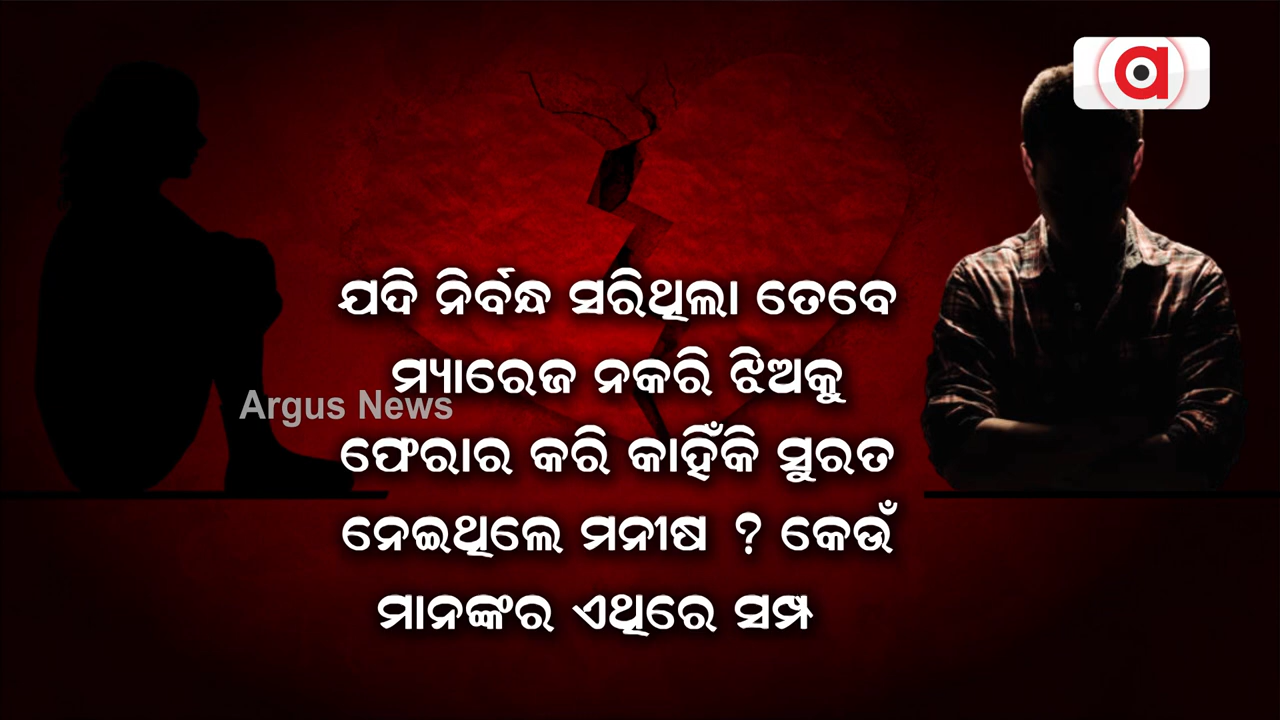 ଯଦି ନିର୍ବନ୍ଧ ସରିଥିଲା ତେବେ
ମ୍ୟାରେଜ ନକରି ଝିଅକୁ
Argus News
ଫେରାର କରି କାହିଁକି ସୁରତ
ନେଇଥିଲେ ମନୀଷ ? କେଉଁ
ମାନଙ୍କର ଏଥିରେ ସମ୍ପ